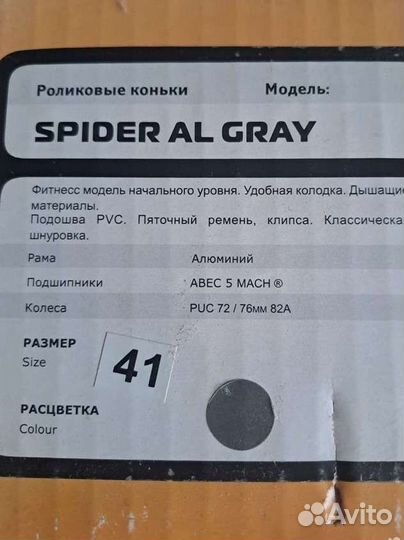 Роликовые коньки Модель:
SPIDER AL GRAY
Фитнесс модель начального уровня. Удобная колодка. Дышащие
материалы.
Подошва PVC. Пяточный ремень, клипса. Классическая
шнуровка.
Рама Алюминий
Подшипники ABEC 5 MACH ®
Колеса PUC 72 / 76мм 82A
РАЗМЕР
Size
41
РАСЦВЕТКА
Colour
Avito